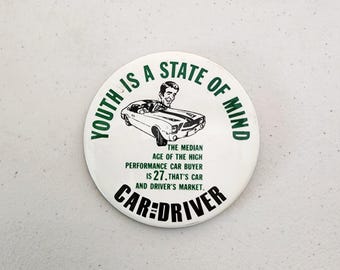 YOUTH IS A STATE OF MIND
THE MEDIAN
AGE OF THE HIGH
PERFORMANCE CAR BUYER
IS 27. THAT'S CAR
AND DRIVER'S MARKET.
CAR AND DRIVER